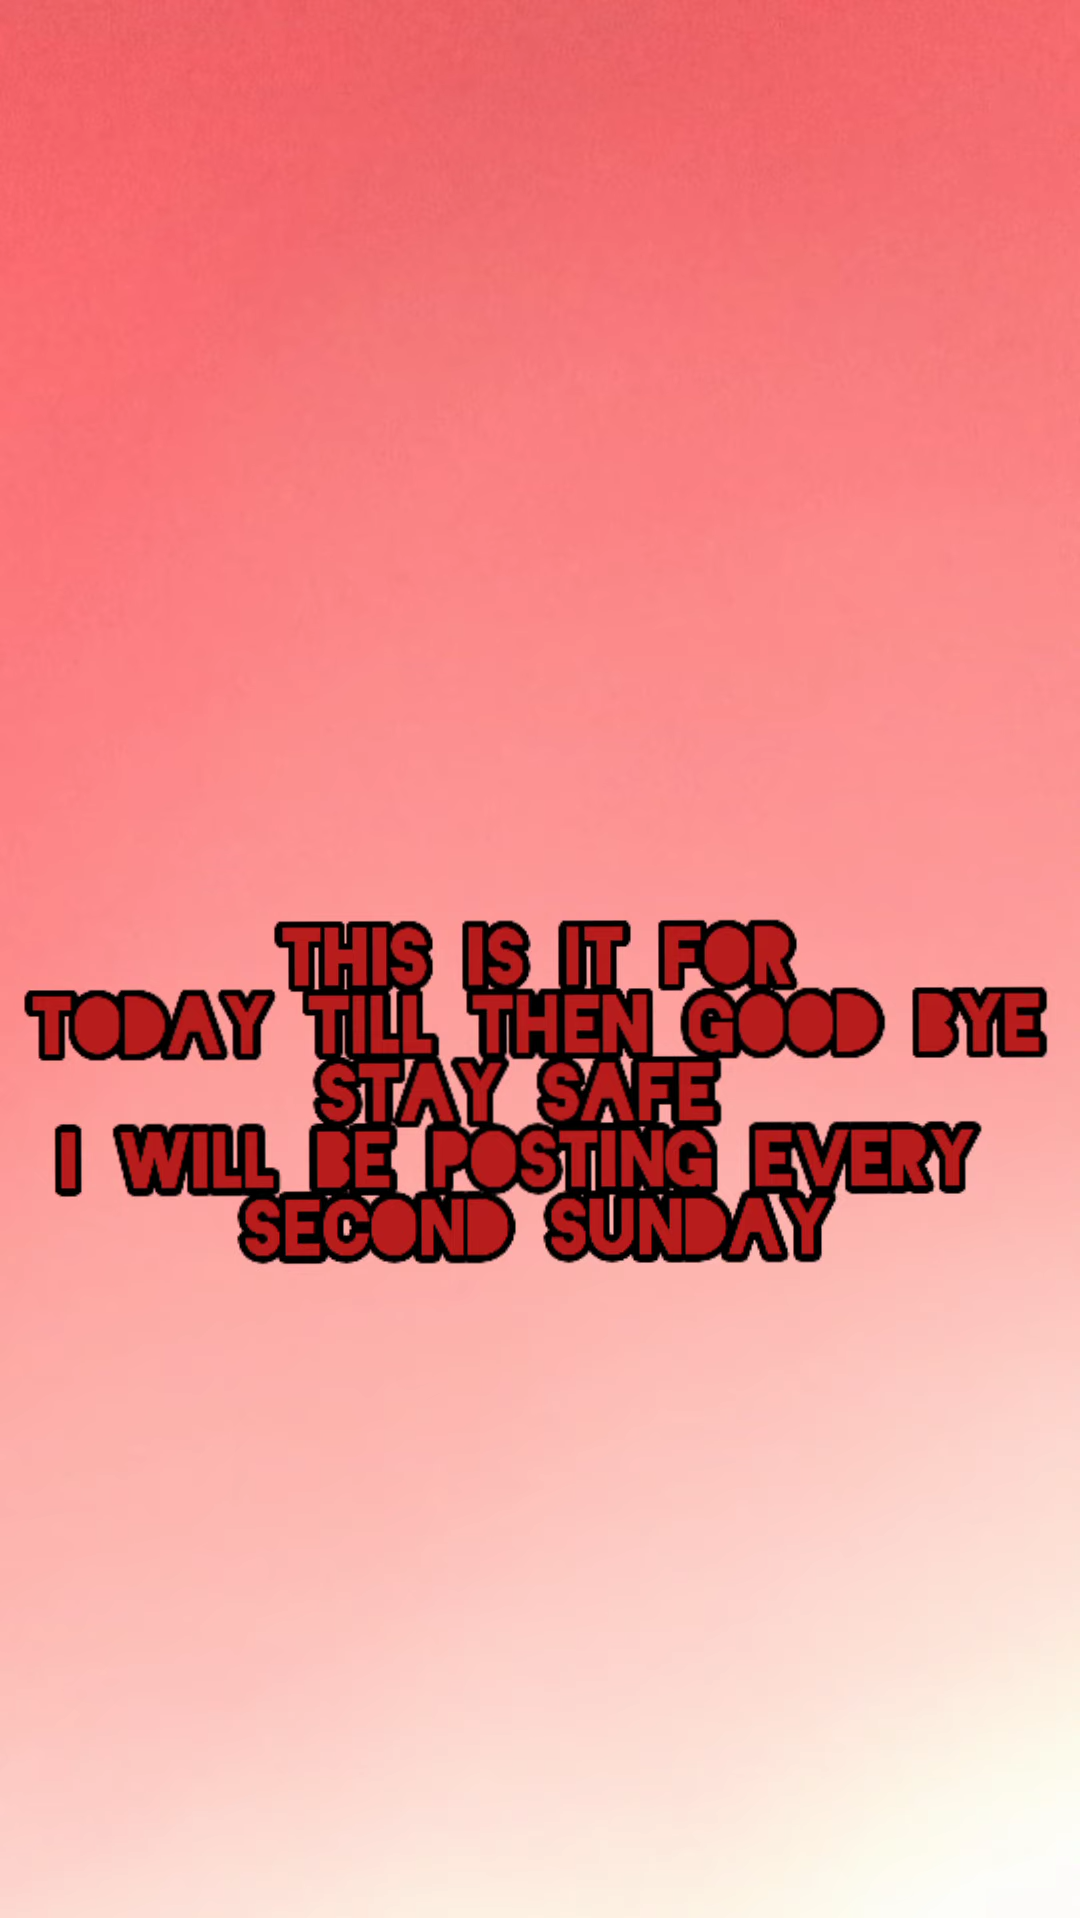 THIS IS IT FOR
TODAY TILL THEN GOOD BYE
STAY SAFE
I WILL BE POSTING EVERY
SECOND SUNDAY